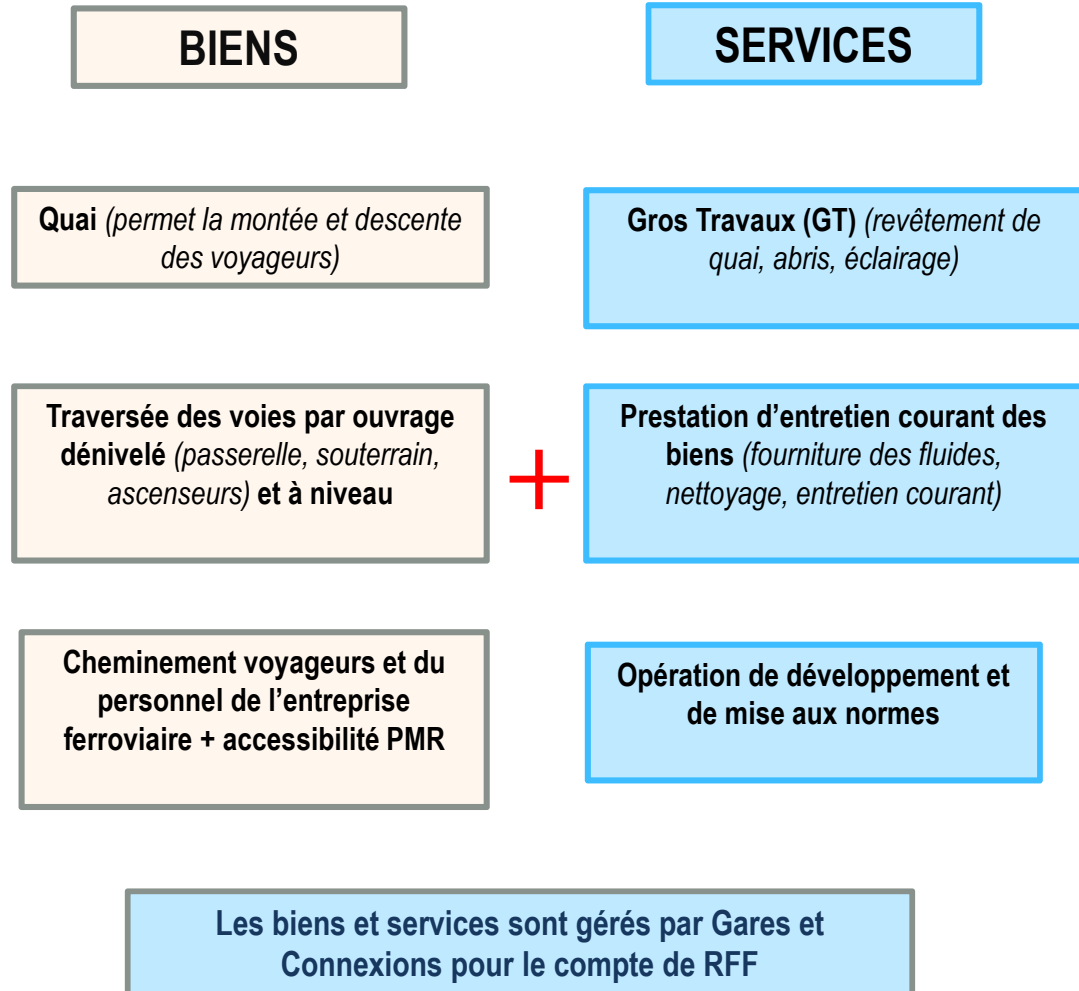 BIENS
SERVICES
Quai (permet la montée et descente
des voyageurs)
Gros Travaux (GT) (revêtement de
quai, abris, éclairage)
Traversée des voies par ouvrage
dénivelé (passerelle, souterrain,
ascenseurs) et à niveau
+
Prestation d’entretien courant des
biens (fourniture des fluides,
nettoyage, entretien courant)
Cheminement voyageurs et du
personnel de l’entreprise
ferroviaire + accessibilité PMR
Opération de développement et
de mise aux normes
Les biens et services sont gérés par Gares et
Connexions pour le compte de RFF